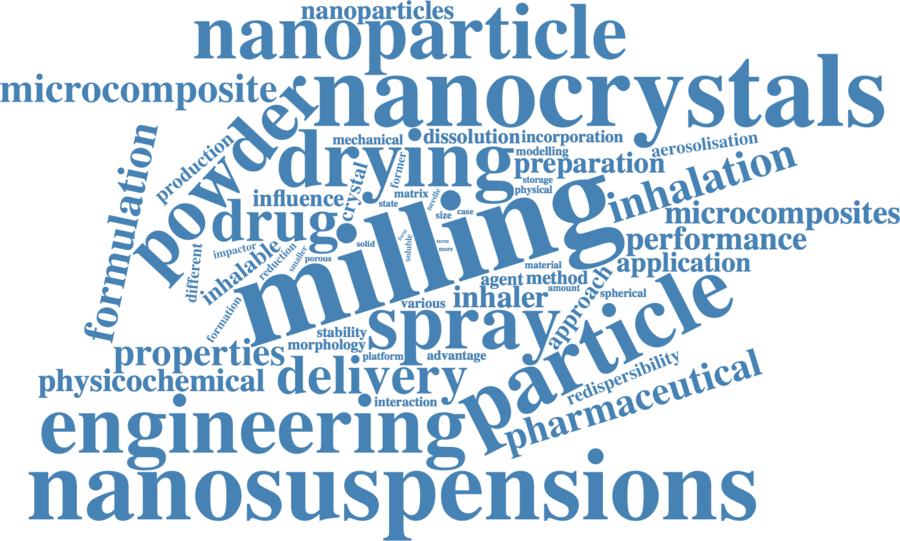 nanoparticles
nanoparticle
nanocrystals
microcomposite
powder
production
formulation
mechanical
dissolution
incorporation
drying
modelling
aerosolisation
preparation
former
crystal
storage
physical
inhalation
influence
matrix
state
needle
size
case
drug
milling
microcomposites
performance
application
different
impactor
inhalable
reduction
smaller
porous
solid
form
soluble
term
more
material
agent
method
amount
approach
spherical
formation
various
inhaler
spray
particle
stability
morphology
properties
platform
advantage
physicochemical
delivery
redispersibility
pharmaceutical
interaction
engineering
nanosuspensions